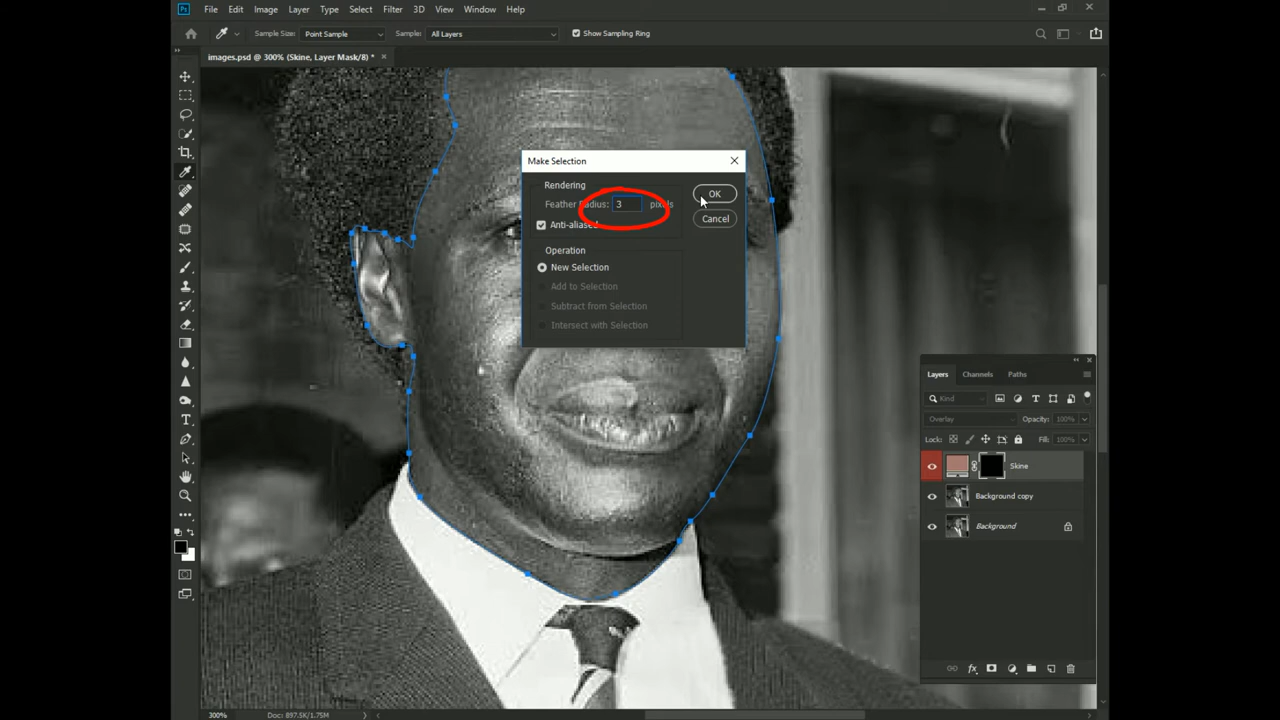 Ps File Edit Image Layer Type Select Filter 3D View Window Help
Sample Size: Point Sample Sample: All Layers Show Sampling Ring
images.psd @ 300% (Skine, Layer Mask/8) *
Make Selection
Rendering
Feather Radius: 3 pixels
OK
Anti-aliased
Cancel
Operation
New Selection
Add to Selection
Subtract from Selection
Intersect with Selection
Layers Channels Paths
Kind
Overlay Opacity: 100%
Lock: Fill: 100%
Skine
Background copy
Background
300% Doc: 897.5K/1.75M